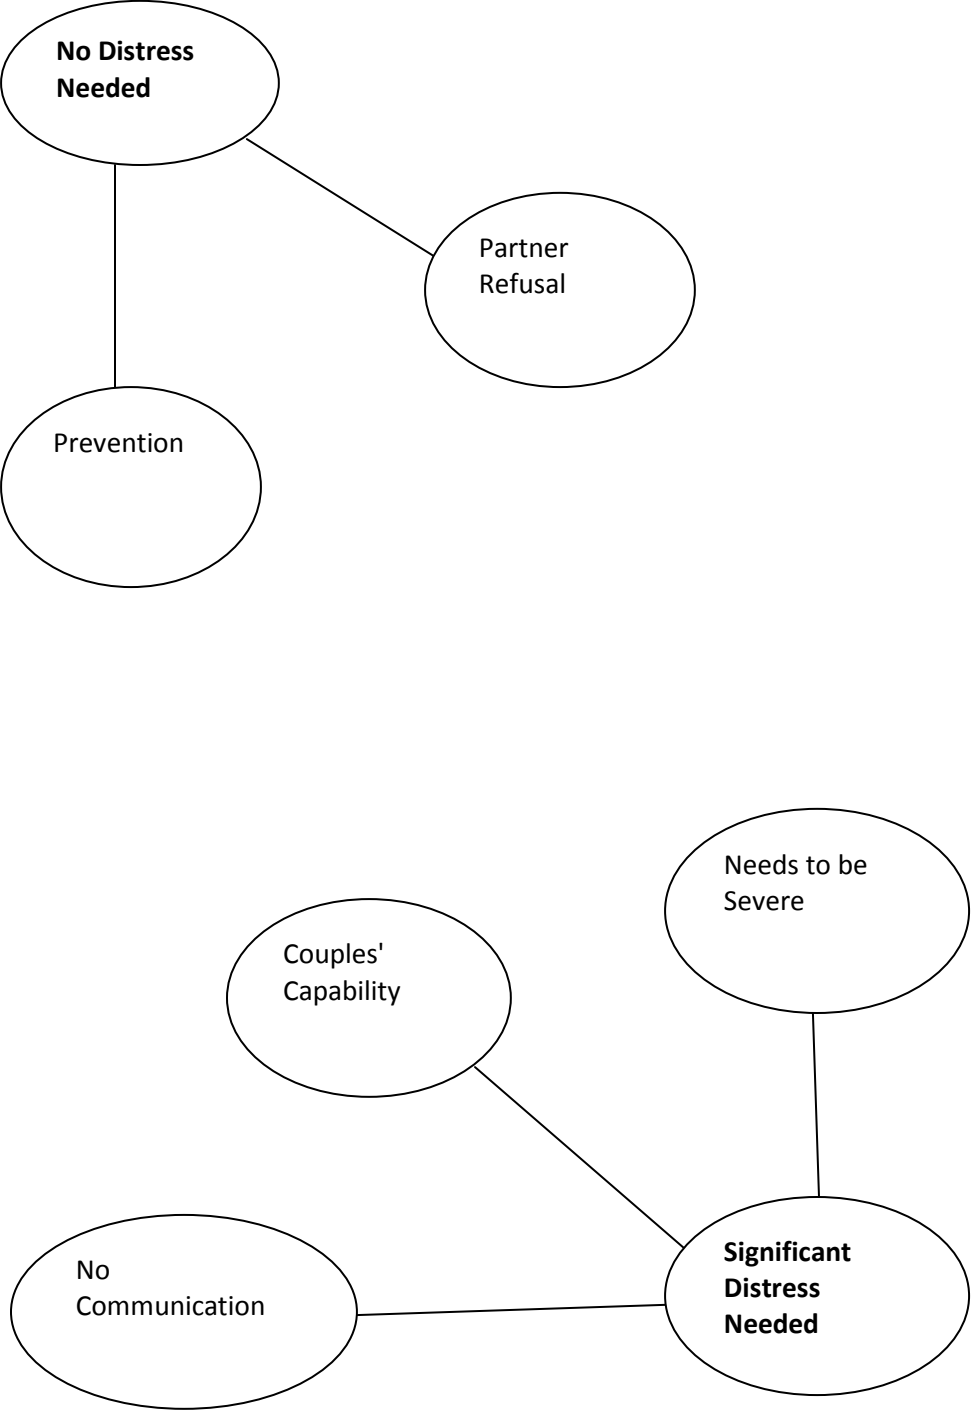 No Distress
Needed
Partner
Refusal
Prevention
Needs to be
Severe
Couples'
Capability
Significant
Distress
Needed
No
Communication